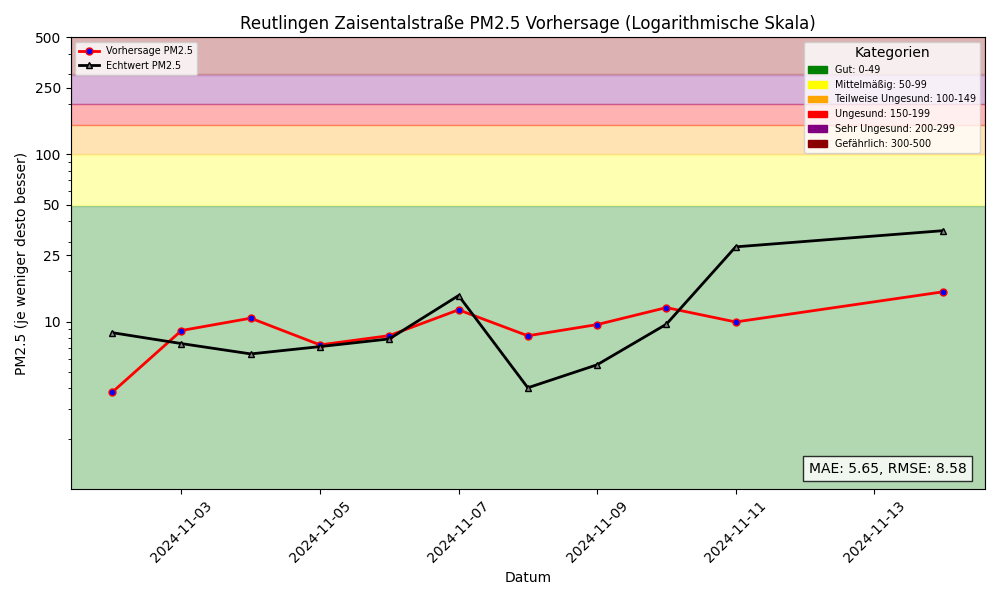 Reutlingen Zaisentalstraße PM2.5 Vorhersage (Logarithmische Skala)
Vorhersage PM2.5
Echtwert PM2.5
Kategorien
Gut: 0-49
Mittelmäßig: 50-99
Teilweise Ungesund: 100-149
Ungesund: 150-199
Sehr Ungesund: 200-299
Gefährlich: 300-500
PM2.5 (je weniger desto besser)
500
250
100
50
25
10
MAE: 5.65, RMSE: 8.58
2024-11-03
2024-11-05
2024-11-07
2024-11-09
2024-11-11
2024-11-13
Datum